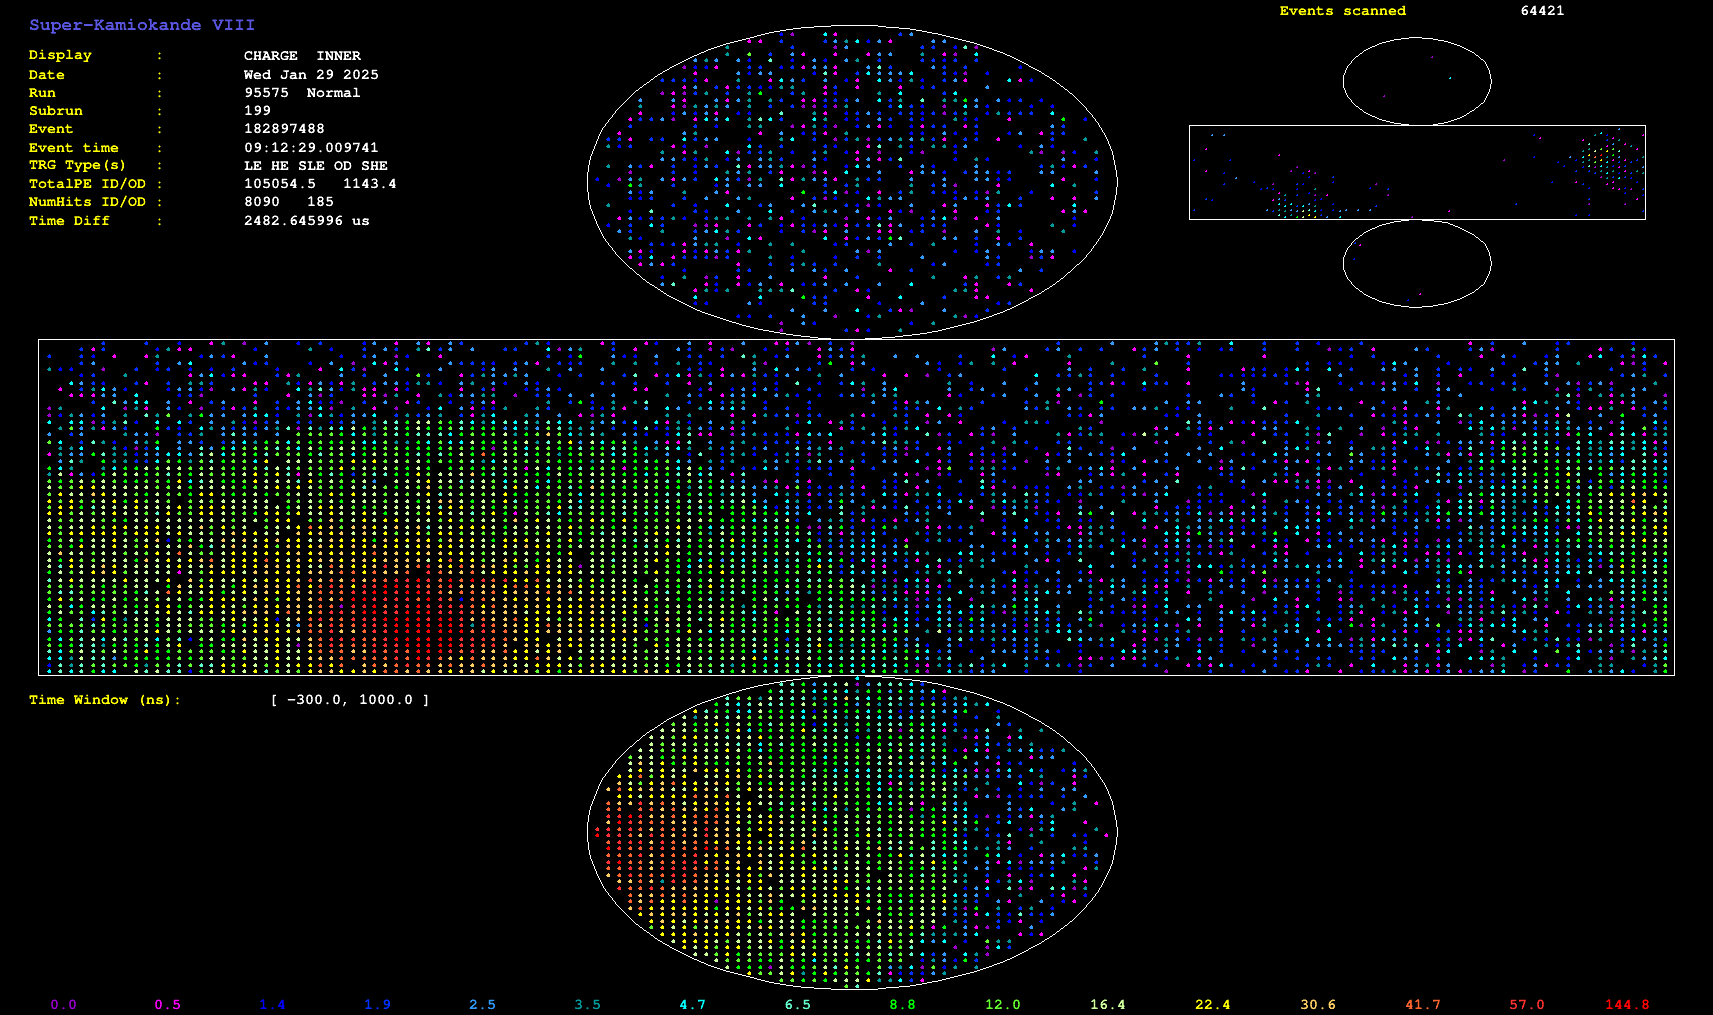 Super-Kamiokande VIII
Display : CHARGE INNER
Date : Wed Jan 29 2025
Run : 95575 Normal
Subrun : 199
Event : 182897488
Event time : 09:12:29.009741
TRG Type(s) : LE HE SLE OD SHE
TotalPE ID/OD : 105054.5 1143.4
NumHits ID/OD : 8090 185
Time Diff : 2482.645996 us
Events scanned 64421
Time Window (ns): [ -300.0, 1000.0 ]
0.0 0.5 1.4 1.9 2.5 3.5 4.7 6.5 8.8 12.0 16.4 22.4 30.6 41.7 57.0 144.8